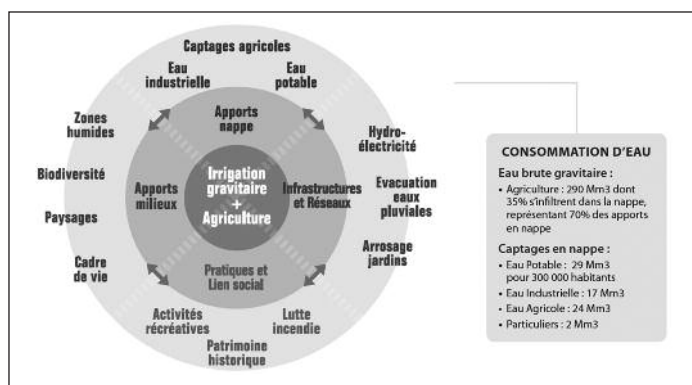 Captages agricoles
Eau
industrielle
Eau
potable
Zones
humides
Apports
nappe
Hydro-
électricité
Biodiversité
Apports
milieux
Irrigation
gravitaire
+
Agriculture
Infrastructures
et Réseaux
Evacuation
eaux
pluviales
Paysages
Arrosage
jardins
Cadre
de vie
Pratiques et
Lien social
Activités
récréatives
Lutte
incendie
Patrimoine
historique
CONSOMMATION D'EAU
Eau brute gravitaire :
• Agriculture : 290 Mm3 dont
35% s'infiltrent dans la nappe,
représentant 70% des apports
en nappe
Captages en nappe :
• Eau Potable : 29 Mm3
pour 300 000 habitants
• Eau Industrielle : 17 Mm3
• Eau Agricole : 24 Mm3
• Particuliers : 2 Mm3